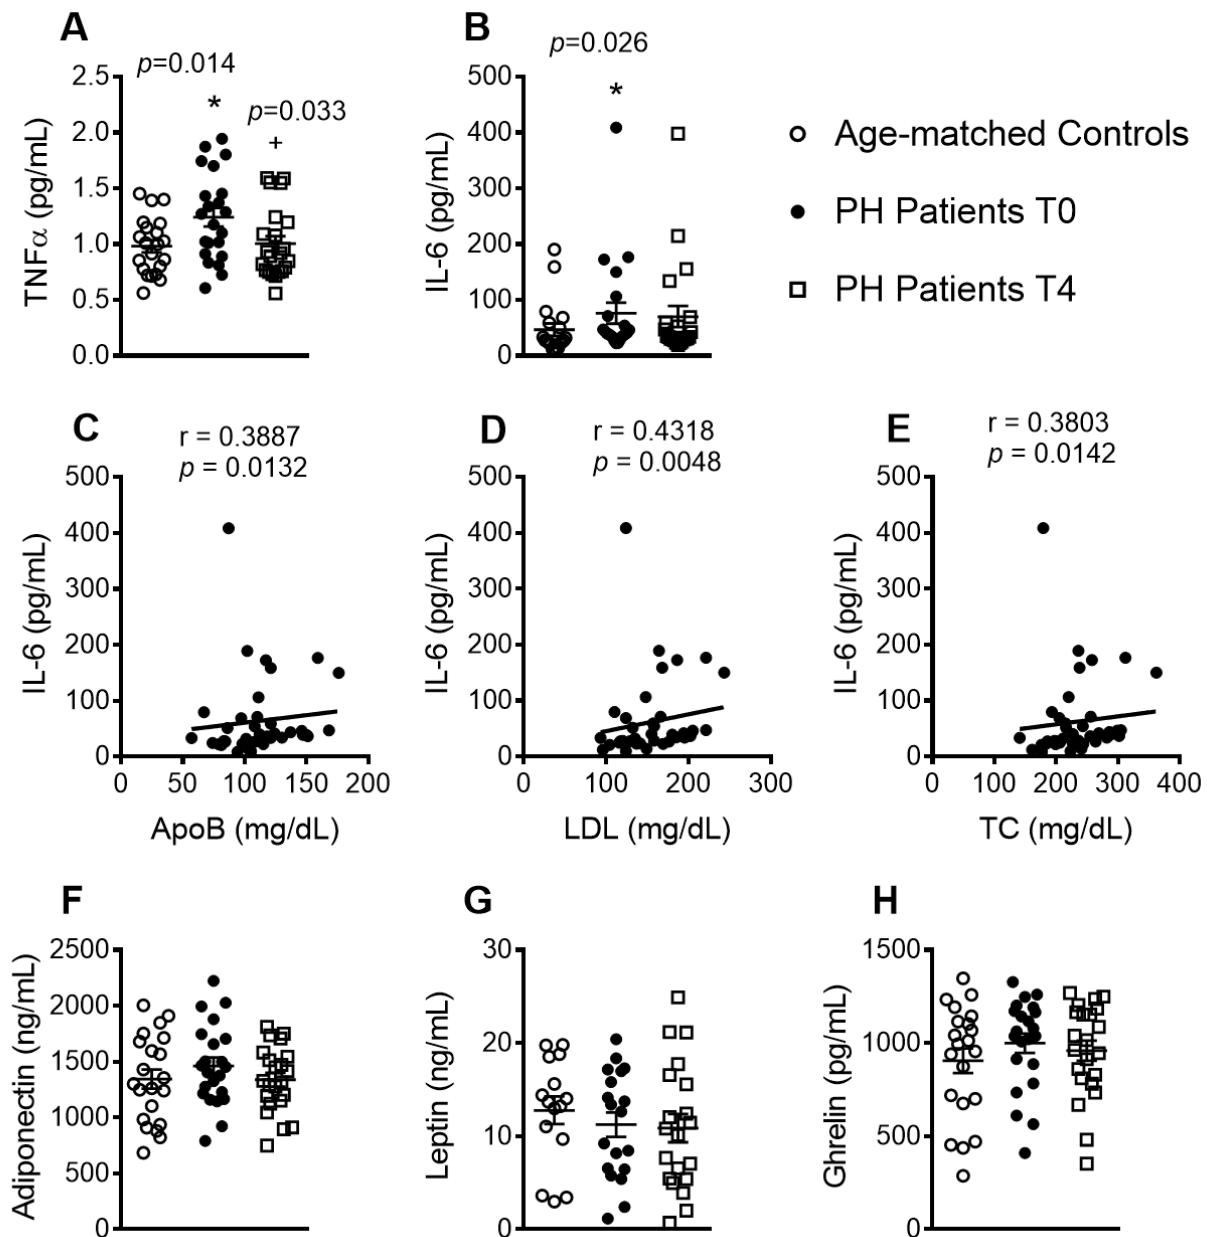 A
p=0.014
*
p=0.033
+
2.5
2.0
1.5
1.0
0.5
0.0
TNFα (pg/mL)
B
p=0.026
*
500
400
300
200
100
0
IL-6 (pg/mL)
Age-matched Controls
PH Patients T0
PH Patients T4
C
r = 0.3887
p = 0.0132
500
400
300
200
100
0
IL-6 (pg/mL)
0 50 100 150 200
ApoB (mg/dL)
D
r = 0.4318
p = 0.0048
500
400
300
200
100
0
IL-6 (pg/mL)
0 100 200 300
LDL (mg/dL)
E
r = 0.3803
p = 0.0142
500
400
300
200
100
0
IL-6 (pg/mL)
0 100 200 300 400
TC (mg/dL)
F
2500
2000
1500
1000
500
0
Adiponectin (ng/mL)
G
30
20
10
0
Leptin (ng/mL)
H
1500
1000
500
0
Ghrelin (pg/mL)